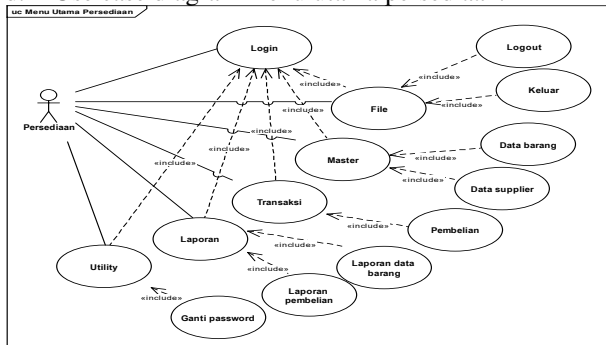 uc Menu Utama Persediaan
Login
Logout
«include»
«include»
Keluar
File
«include»
«include»
Persediaan
«include»
Master
«include»
Data barang
«include»
«include»
Data supplier
«include»
Transaksi
«include»
Pembelian
Laporan
«include»
Laporan data
barang
Utility
«include»
Laporan
pembelian
«include»
Ganti password